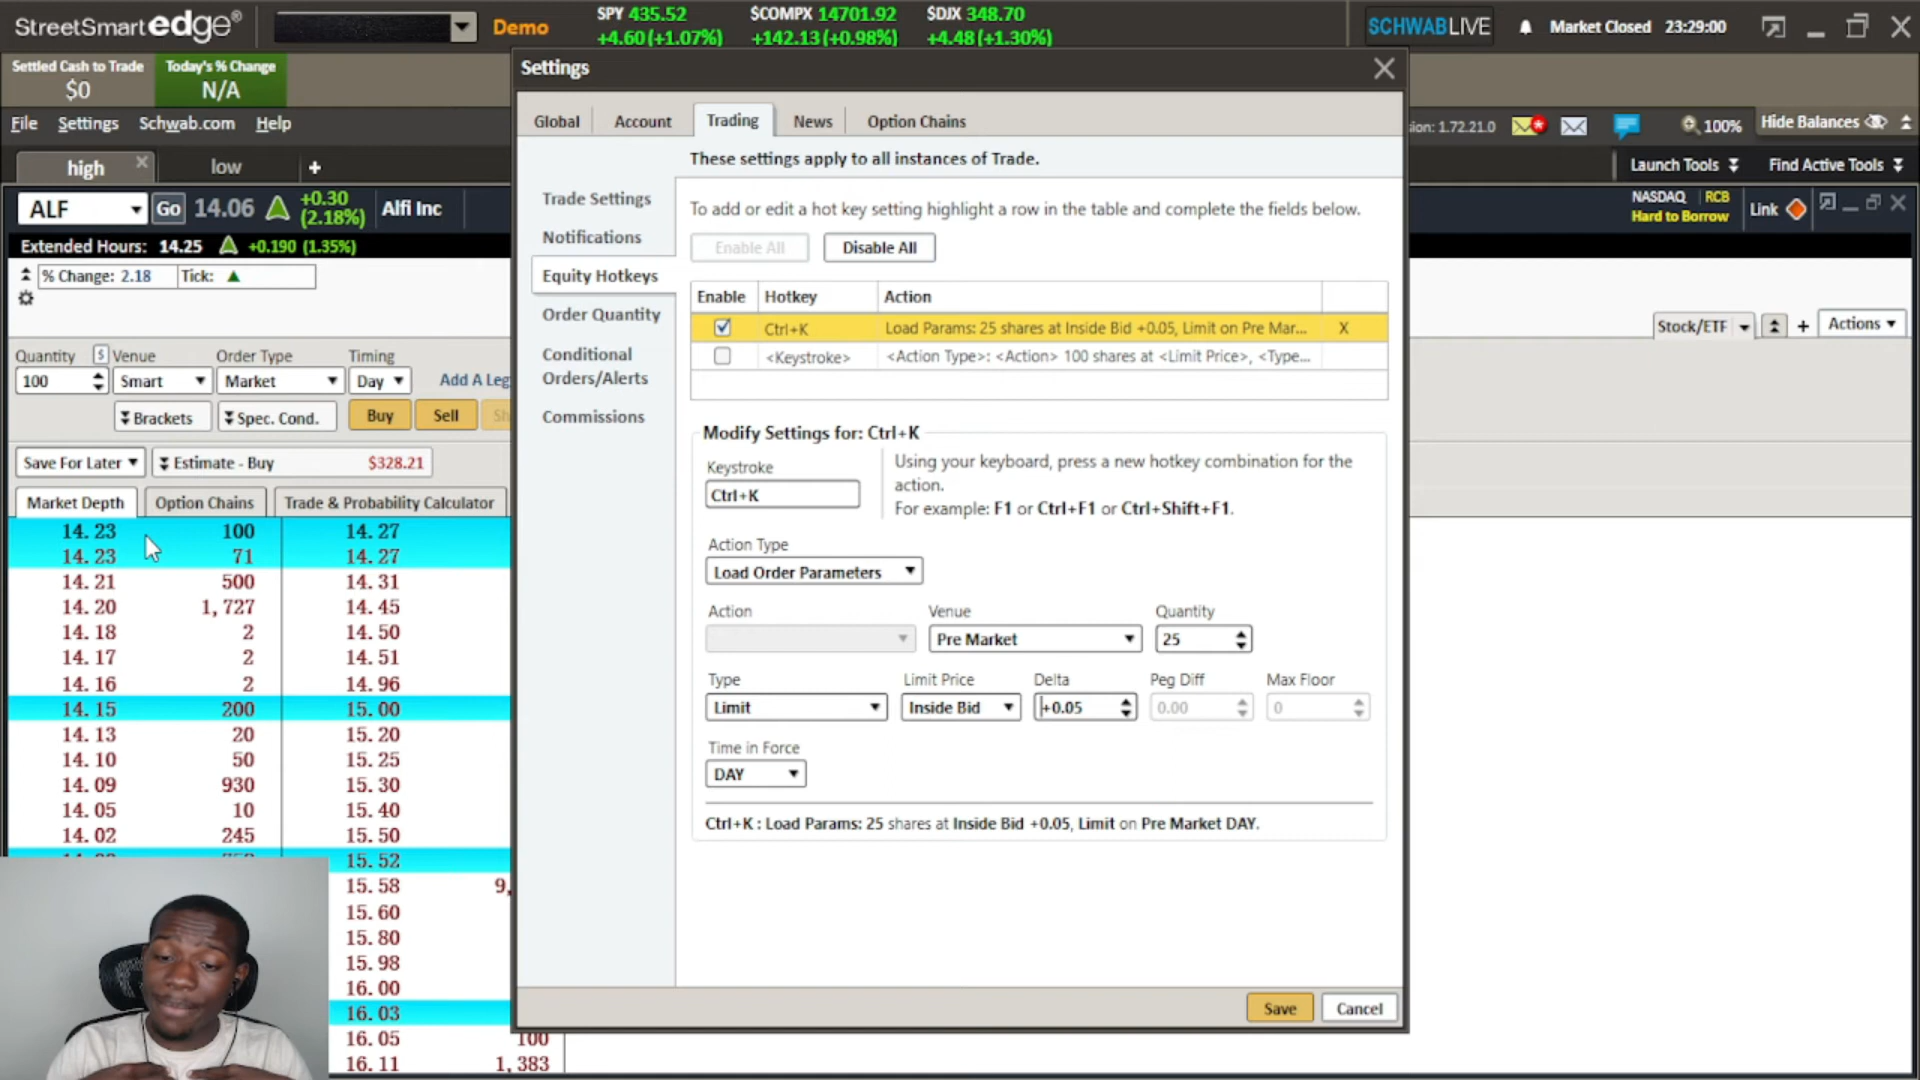 StreetSmart edge®
Demo
SPY 435.52
+4.60 (+1.07%)
$COMPX 14701.92
+142.13 (+0.98%)
$DJX 348.70
+4.48 (+1.30%)
SCHWABLIVE
Market Closed 23:29:00
Settled Cash to Trade
$0
Today's % Change
N/A
File Settings Schwab.com Help
ion: 1.72.21.0
100%
Hide Balances
high
low
+
Launch Tools
Find Active Tools
ALF
Go
14.06
+0.30
(2.18%)
Alfi Inc
NASDAQ RCB
Hard to Borrow
Link
Extended Hours: 14.25 +0.190 (1.35%)
% Change: 2.18 Tick:
Stock/ETF
+
Actions
Quantity $ Venue Order Type Timing
100 Smart Market Day Add A Leg
Brackets Spec. Cond. Buy Sell Sh
Save For Later Estimate - Buy $328.21
Market Depth Option Chains Trade & Probability Calculator
14.23 100 14.27
14.23 71 14.27
14.21 500 14.31
14.20 1,727 14.45
14.18 2 14.50
14.17 2 14.51
14.16 2 14.96
14.15 200 15.00
14.13 20 15.20
14.10 50 15.25
14.09 930 15.30
14.05 10 15.40
14.02 245 15.50
15.52
15.58 9,
15.60
15.80
15.98
16.00
16.03
16.05 100
16.11 1,383
Settings
Global Account Trading News Option Chains
These settings apply to all instances of Trade.
Trade Settings
Notifications
Equity Hotkeys
Order Quantity
Conditional
Orders/Alerts
Commissions
To add or edit a hot key setting highlight a row in the table and complete the fields below.
Enable All Disable All
Enable Hotkey Action
Ctrl+K Load Params: 25 shares at Inside Bid +0.05, Limit on Pre Mar... X
<Keystroke> <Action Type>: <Action> 100 shares at <Limit Price>, <Type...
Modify Settings for: Ctrl+K
Keystroke
Ctrl+K
Using your keyboard, press a new hotkey combination for the
action.
For example: F1 or Ctrl+F1 or Ctrl+Shift+F1.
Action Type
Load Order Parameters
Action Venue Quantity
Pre Market 25
Type Limit Price Delta Peg Diff Max Floor
Limit Inside Bid +0.05 0.00 0
Time in Force
DAY
Ctrl+K : Load Params: 25 shares at Inside Bid +0.05, Limit on Pre Market DAY.
Save Cancel